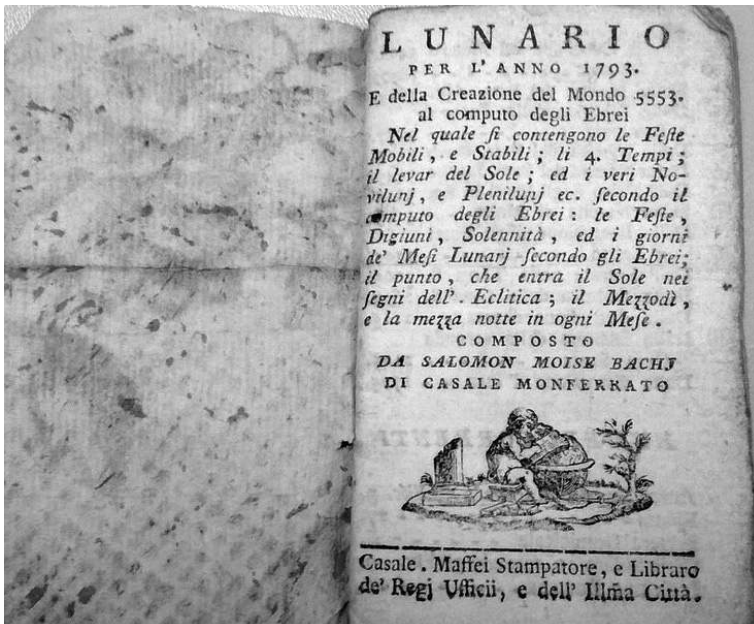 LUNARIO
PER L'ANNO 1793.
E della Creazione del Mondo 5553.
al computo degli Ebrei
Nel quale ſi contengono le Feſte
Mobili, e Stabili; li 4. Tempi;
il levar del Sole; ed i veri No-
vilunj, e Plenilunj ec. ſecondo il
computo degli Ebrei: le Feſte,
Digiuni, Solennità, ed i giorni
de' Meſi Lunarj ſecondo gli Ebrei;
il punto, che entra il Sole nei
ſegni dell'. Eclitica; il Mezzodì,
e la mezza notte in ogni Meſe.
COMPOSTO
DA SALOMON MOISE BACHJ
DI CASALE MONFERRATO
Casale. Maffei Stampatore, e Libraro
de' Regj Ufficii, e dell' Illm̃a Città.